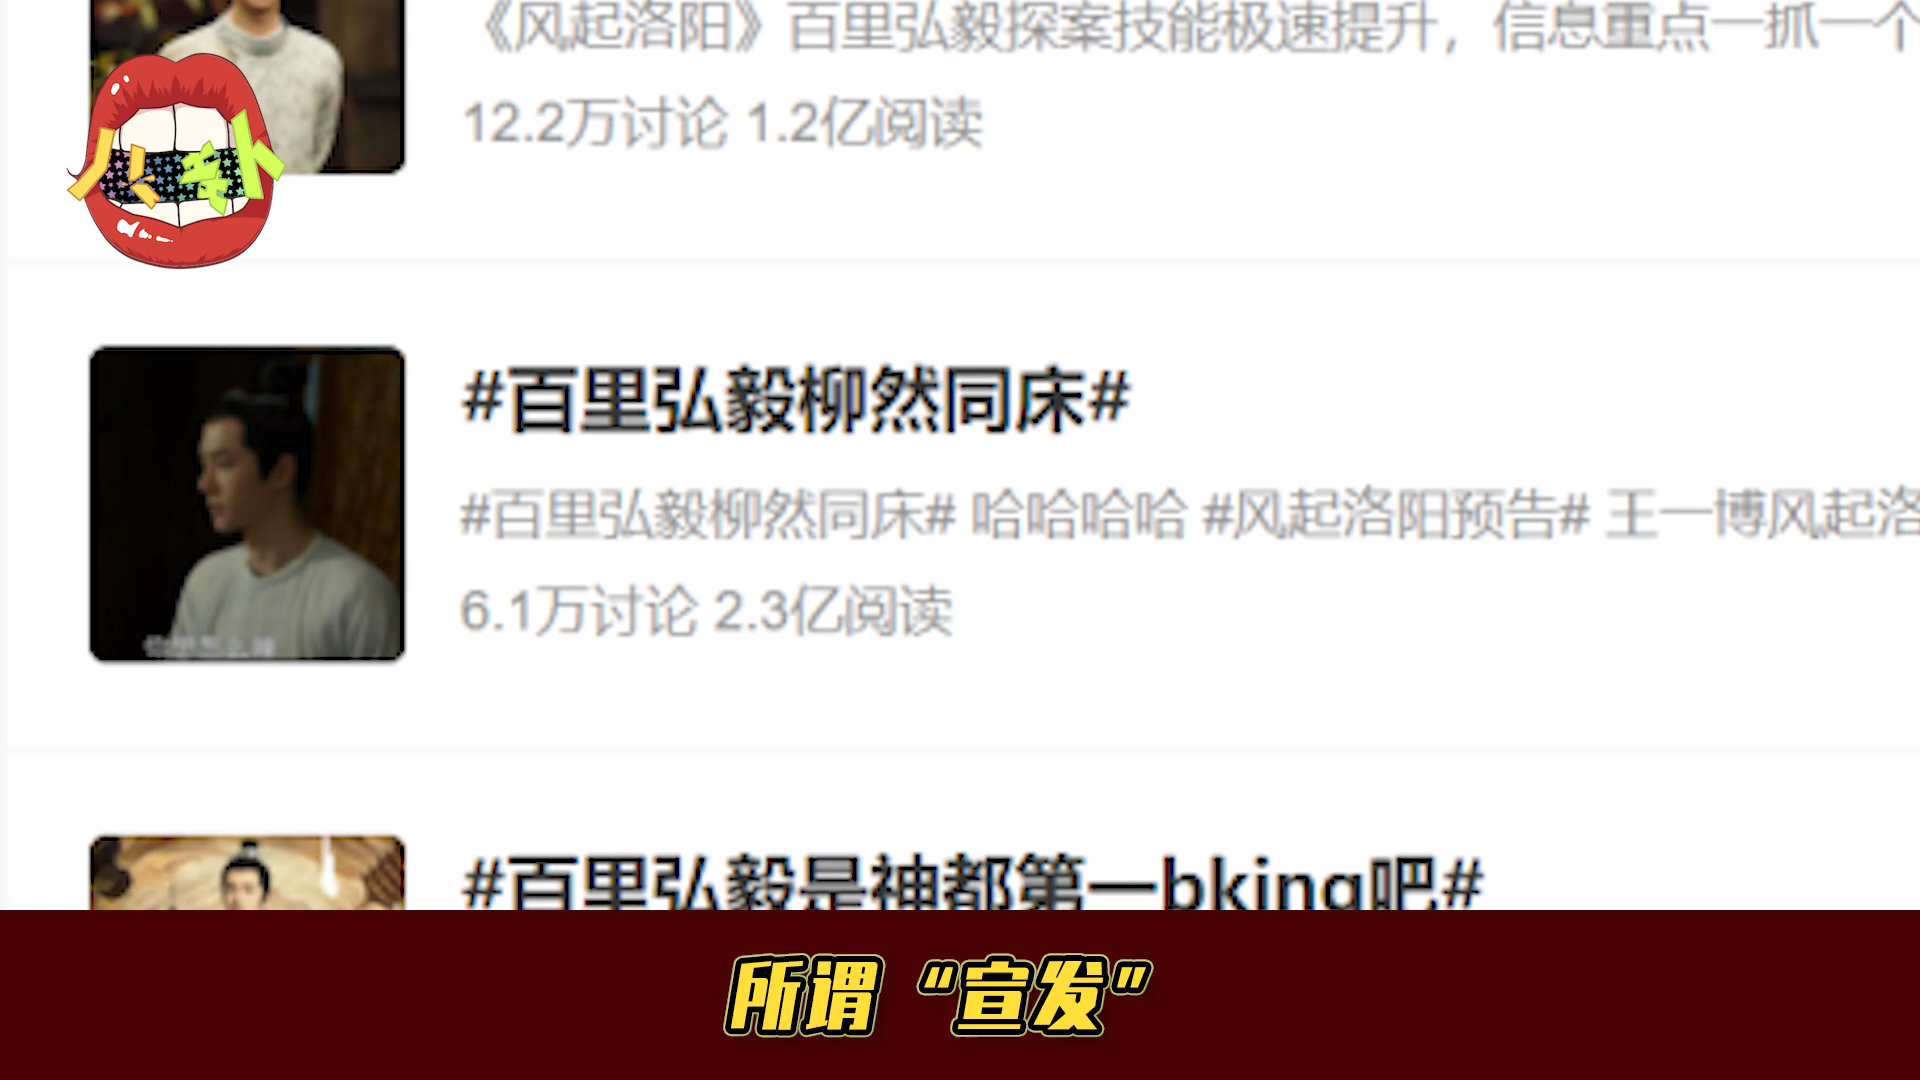 《风起洛阳》百里弘毅探案技能极速提升，信息重点一抓一个
12.2万讨论 1.2亿阅读
八卦
#百里弘毅柳然同床#
#百里弘毅柳然同床# 哈哈哈哈 #风起洛阳预告# 王一博风起洛
6.1万讨论 2.3亿阅读
#百里弘毅是神都第一bking吧#
所谓“宣发”